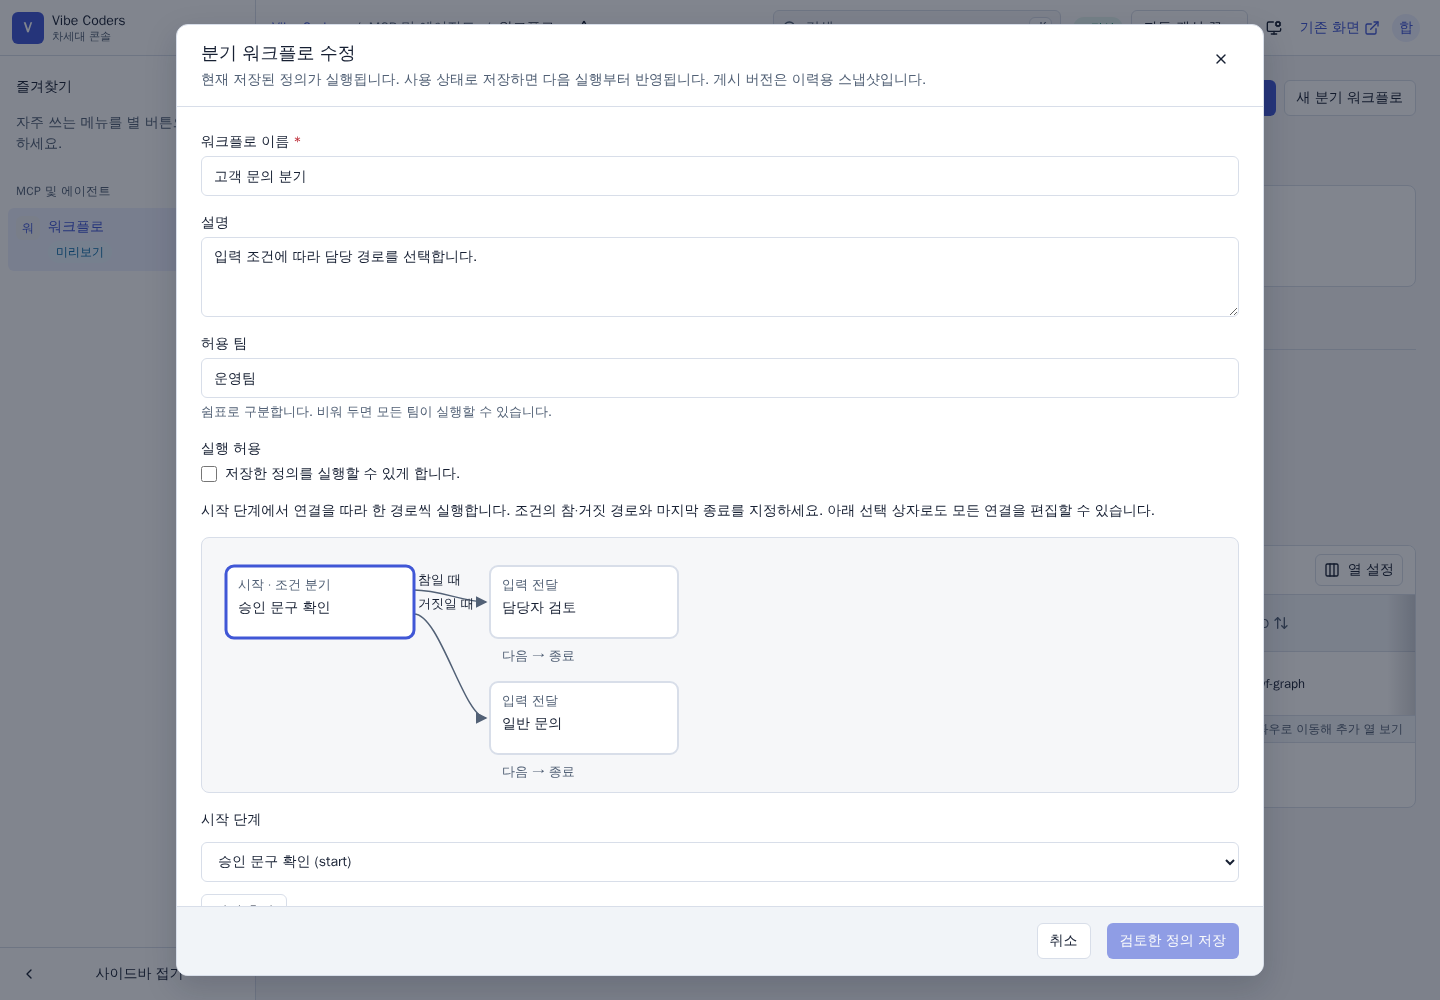 V
Vibe Coders
차세대 콘솔
기존 화면
합
즐겨찾기
자주 쓰는 메뉴를 별 버튼
하세요.
MCP 및 에이전트
워
워크플로
미리보기
사이드바 접기
새 분기 워크플로
열 설정
좌우로 이동해 추가 열 보기
분기 워크플로 수정
현재 저장된 정의가 실행됩니다. 사용 상태로 저장하면 다음 실행부터 반영됩니다. 게시 버전은 이력용 스냅샷입니다.
워크플로 이름 *
고객 문의 분기
설명
입력 조건에 따라 담당 경로를 선택합니다.
허용 팀
운영팀
쉼표로 구분합니다. 비워 두면 모든 팀이 실행할 수 있습니다.
실행 허용
저장한 정의를 실행할 수 있게 합니다.
시작 단계에서 연결을 따라 한 경로씩 실행합니다. 조건의 참·거짓 경로와 마지막 종료를 지정하세요. 아래 선택 상자로도 모든 연결을 편집할 수 있습니다.
시작 · 조건 분기
승인 문구 확인
참일 때
거짓일 때
입력 전달
담당자 검토
다음 → 종료
입력 전달
일반 문의
다음 → 종료
시작 단계
승인 문구 확인 (start)
취소
검토한 정의 저장